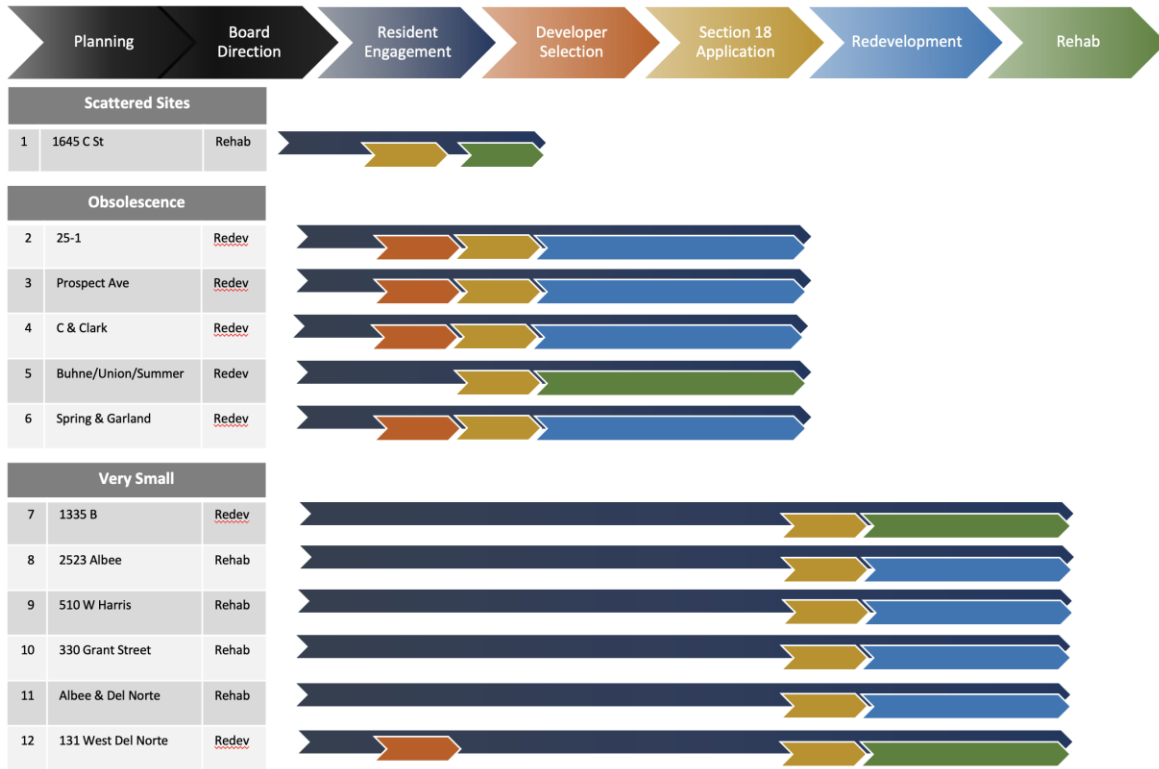 Planning
Board
Direction
Resident
Engagement
Developer
Selection
Section 18
Application
Redevelopment
Rehab
Scattered Sites
1 1645 C St Rehab
Obsolescence
2 25-1 Redev
3 Prospect Ave Redev
4 C & Clark Redev
5 Buhne/Union/Summer Redev
6 Spring & Garland Redev
Very Small
7 1335 B Redev
8 2523 Albee Rehab
9 510 W Harris Rehab
10 330 Grant Street Rehab
11 Albee & Del Norte Rehab
12 131 West Del Norte Redev